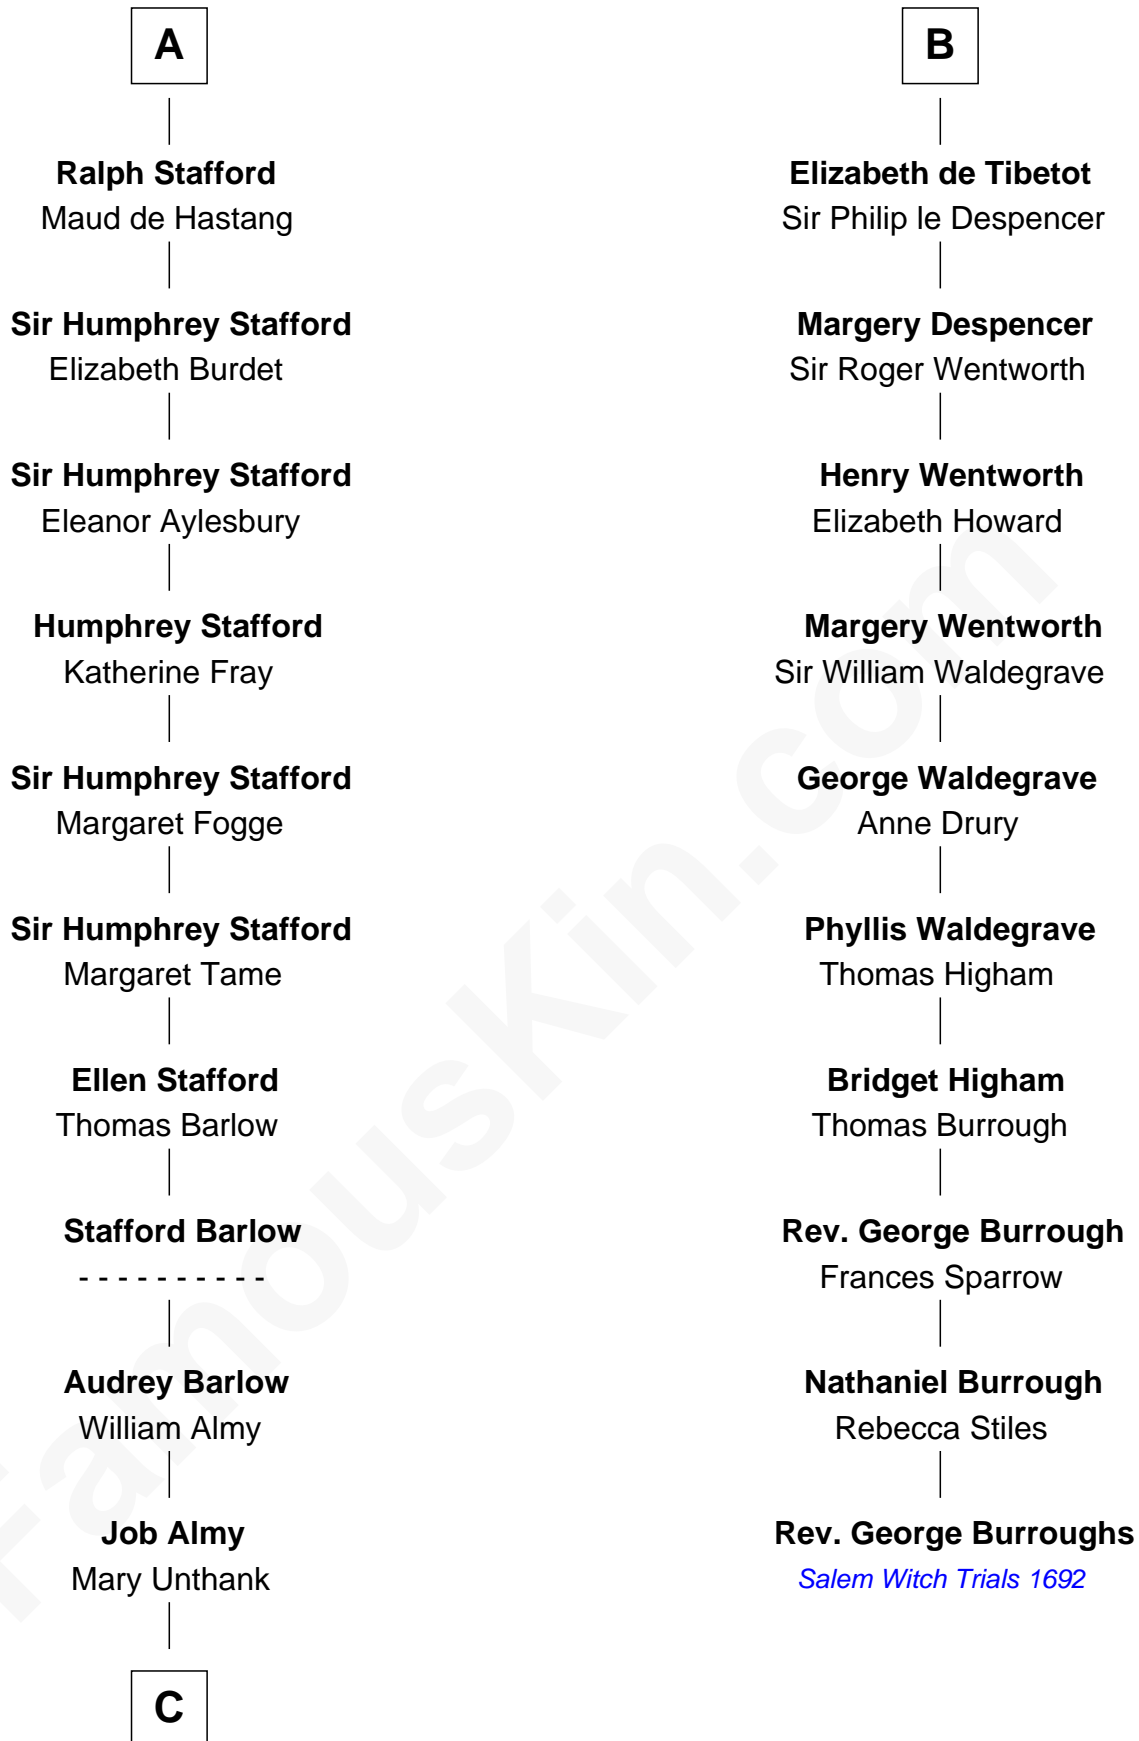 A
Ralph Stafford
Maud de Hastang
Sir Humphrey Stafford
Elizabeth Burdet
Sir Humphrey Stafford
Eleanor Aylesbury
Humphrey Stafford
Katherine Fray
Sir Humphrey Stafford
Margaret Fogge
Sir Humphrey Stafford
Margaret Tame
Ellen Stafford
Thomas Barlow
Stafford Barlow
- - - - - - - - - -
Audrey Barlow
William Almy
Job Almy
Mary Unthank
C
B
Elizabeth de Tibetot
Sir Philip le Despencer
Margery Despencer
Sir Roger Wentworth
Henry Wentworth
Elizabeth Howard
Margery Wentworth
Sir William Waldegrave
George Waldegrave
Anne Drury
Phyllis Waldegrave
Thomas Higham
Bridget Higham
Thomas Burrough
Rev. George Burrough
Frances Sparrow
Nathaniel Burrough
Rebecca Stiles
Rev. George Burroughs
Salem Witch Trials 1692
FamousKin.com